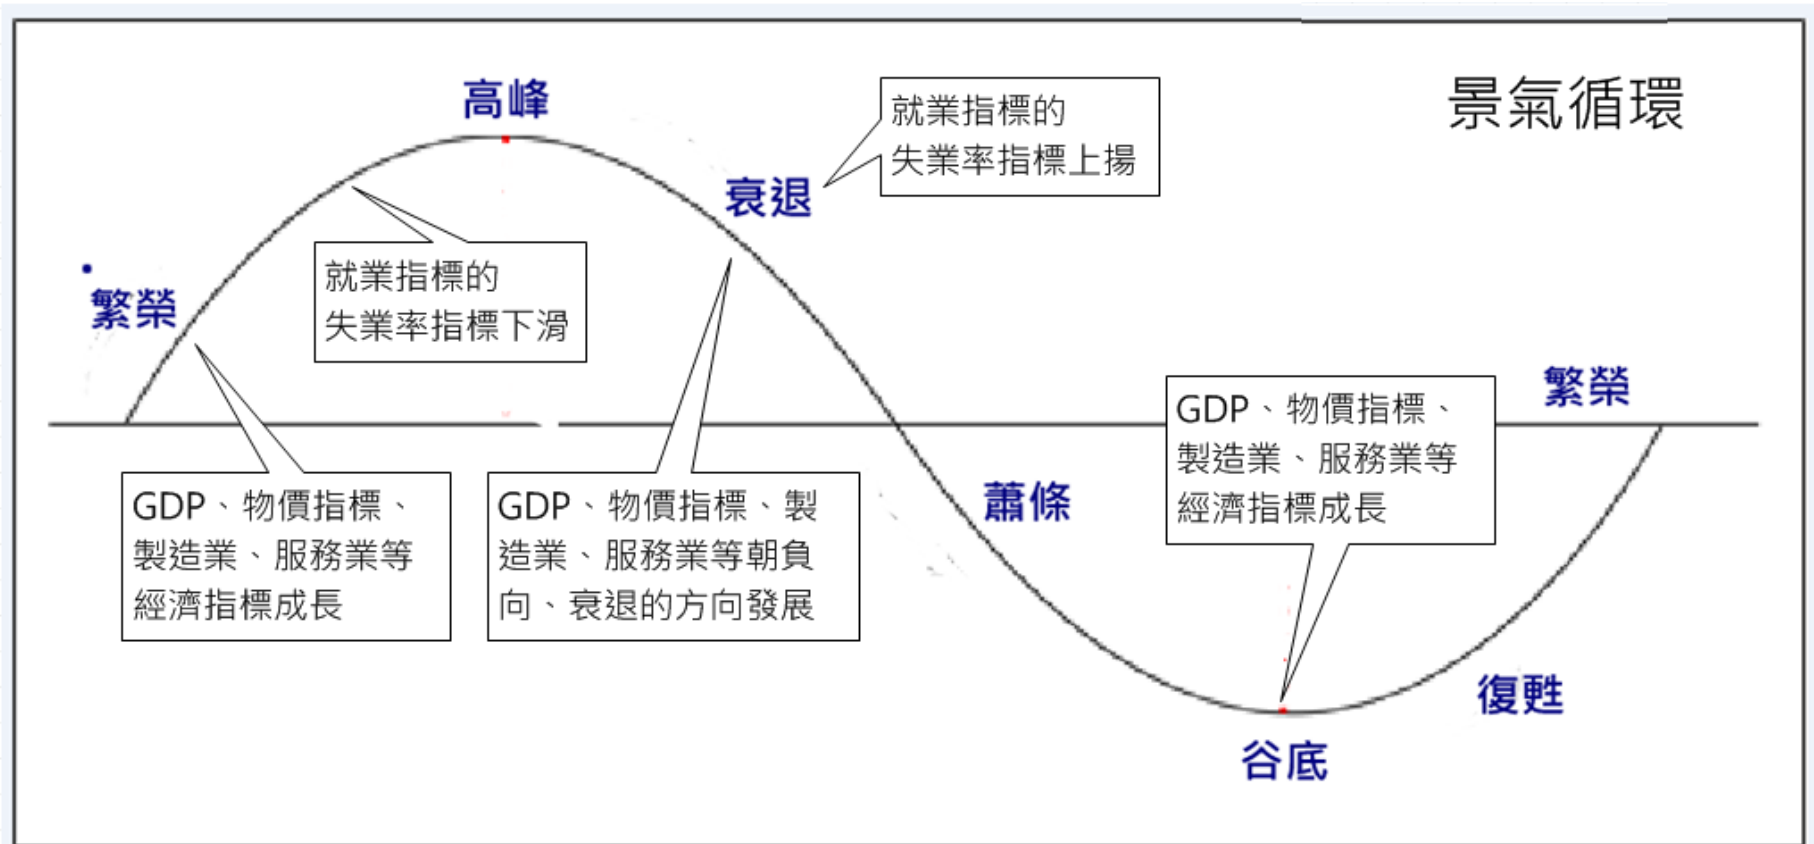 景氣循環
高峰
就業指標的
失業率指標上揚
衰退
繁榮
就業指標的
失業率指標下滑
GDP、物價指標、
製造業、服務業等
經濟指標成長
GDP、物價指標、製
造業、服務業等朝負
向、衰退的方向發展
蕭條
GDP、物價指標、
製造業、服務業等
經濟指標成長
繁榮
復甦
谷底